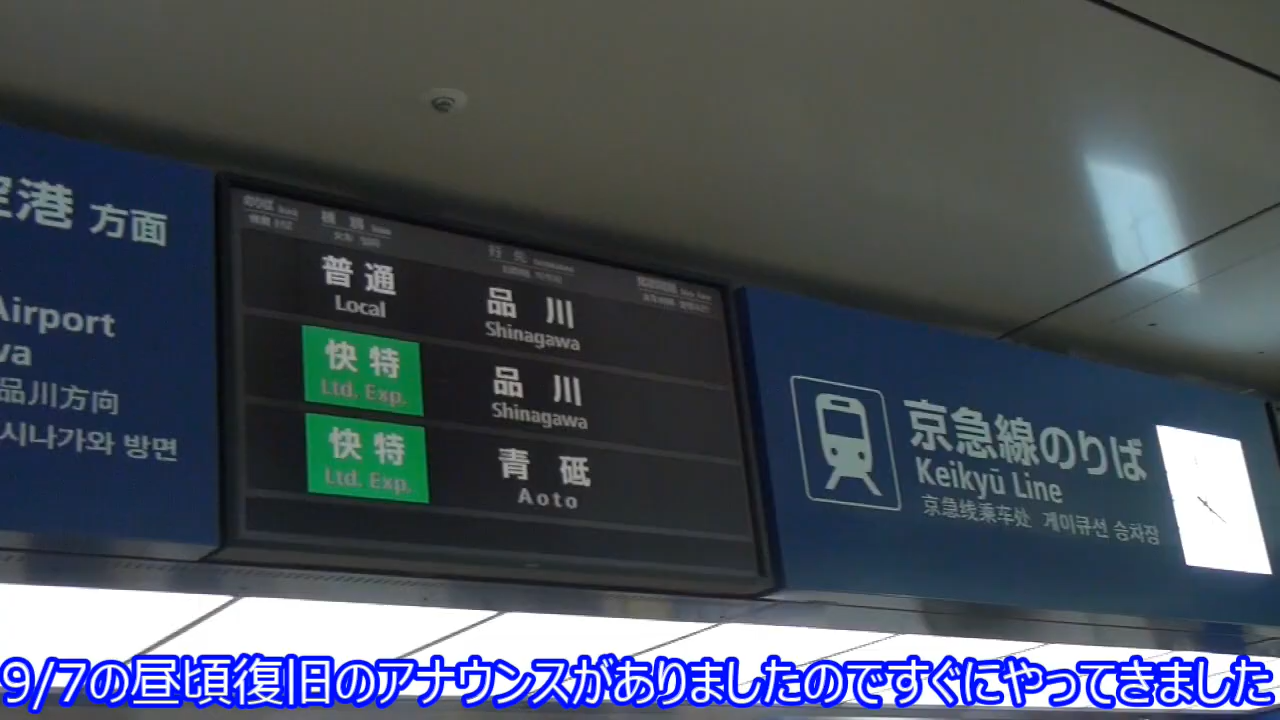 空港 方面
Airport
品川方向
시나가와 방면
行先
普通 品川
Local Shinagawa
快特 品川
Ltd. Exp. Shinagawa
快特 青砥
Ltd. Exp. Aoto
京急線のりば
Keikyū Line
京急线乘车处 게이큐선 승차장
9/7の昼頃復旧のアナウンスがありましたのですぐにやってきました